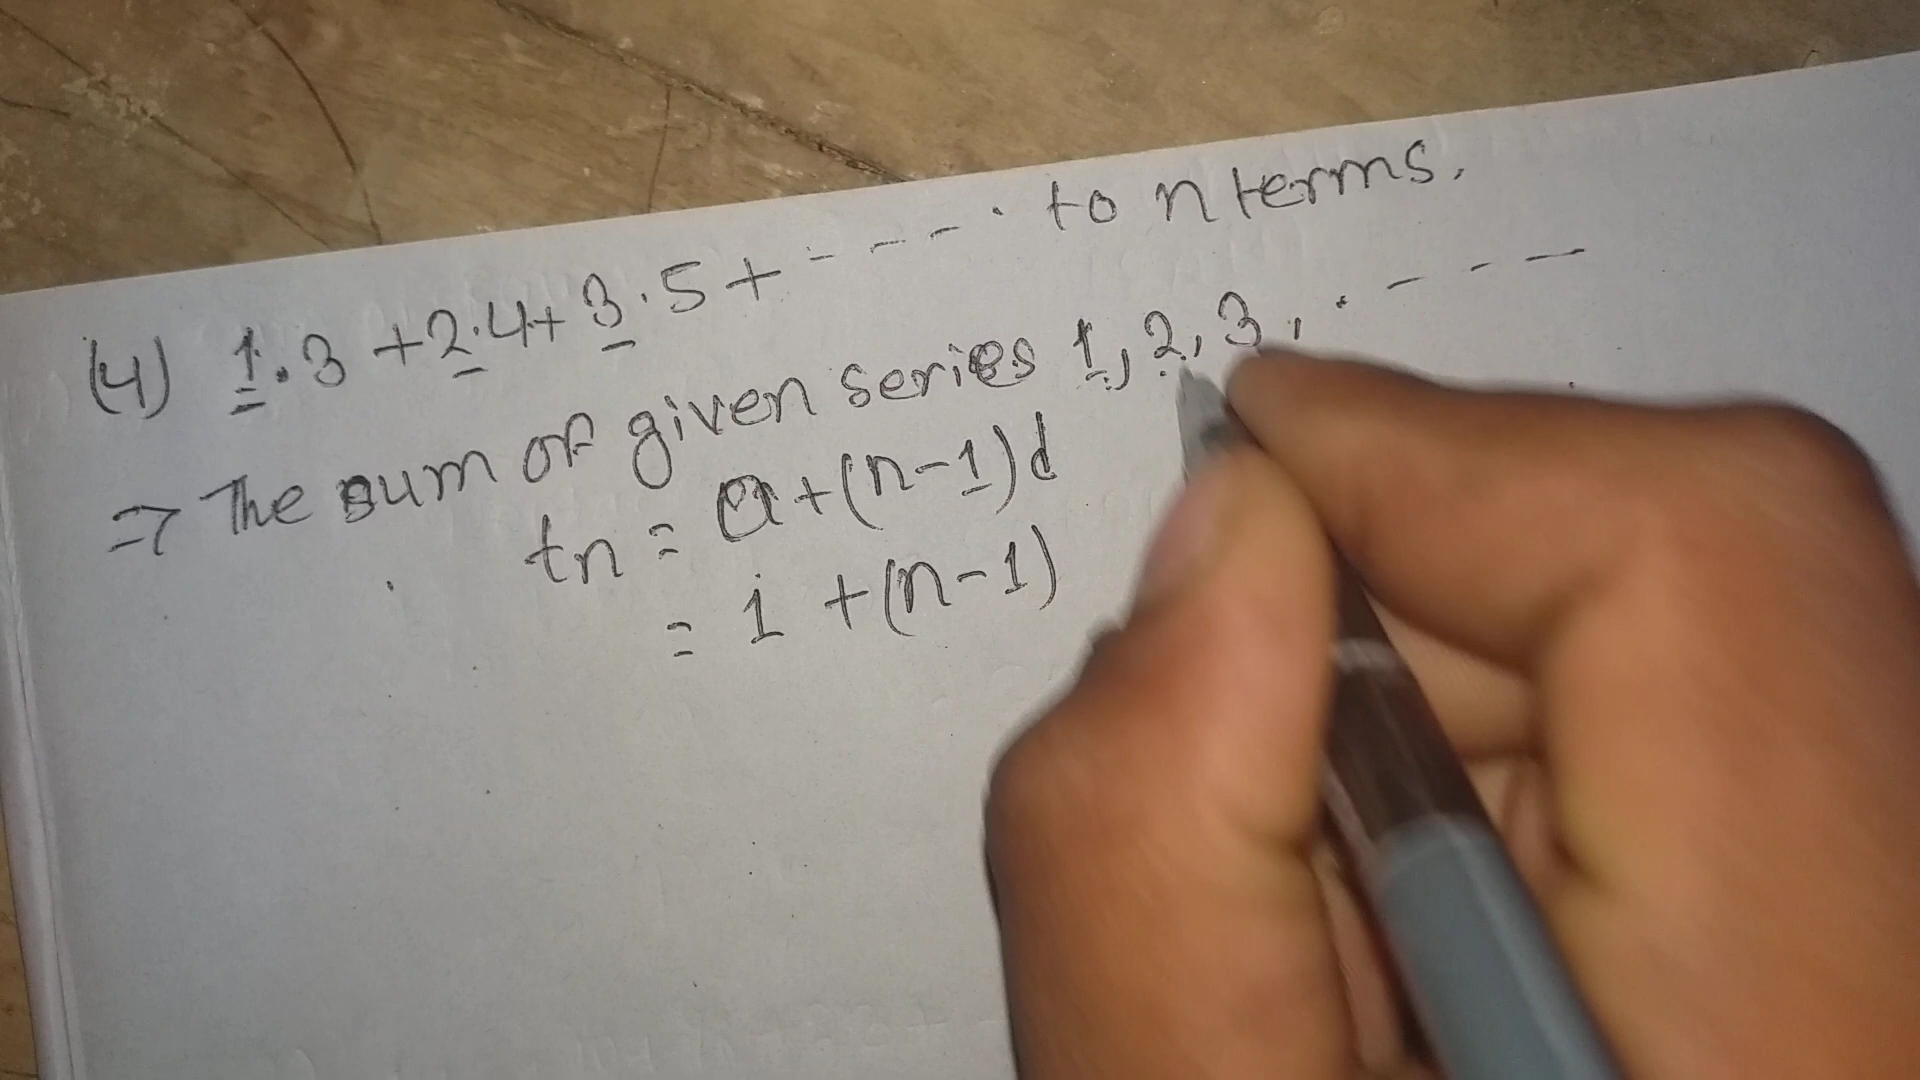 (4) 1.3 + 2.4 + 3.5 + - - - - . to n terms.
⇒ The sum of given series 1, 2, 3, . - - -
tn = a + (n-1)d
= 1 + (n-1)